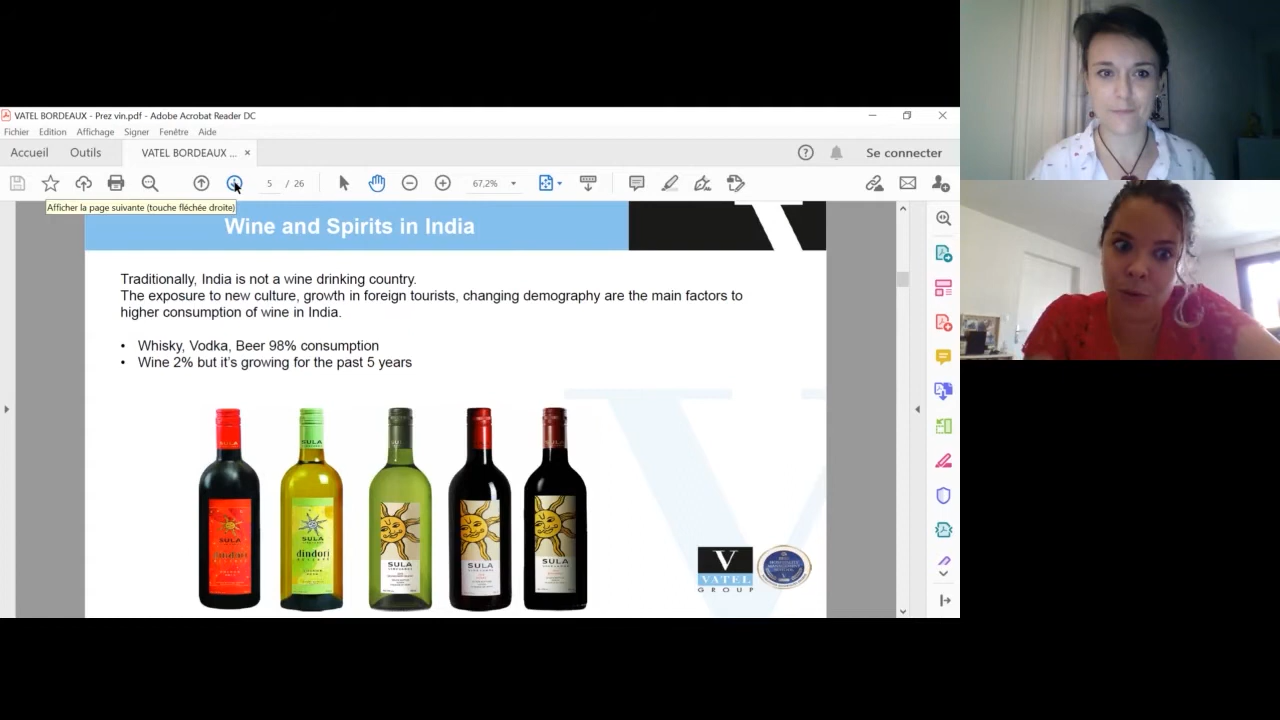 VATEL BORDEAUX - Prez vin.pdf - Adobe Acrobat Reader DC
Fichier Edition Affichage Signer Fenêtre Aide
Accueil Outils VATEL BORDEAUX ... × Se connecter
5 / 26 67,2%
Afficher la page suivante (touche fléchée droite)
Wine and Spirits in India
Traditionally, India is not a wine drinking country.
The exposure to new culture, growth in foreign tourists, changing demography are the main factors to
higher consumption of wine in India.
• Whisky, Vodka, Beer 98% consumption
• Wine 2% but it's growing for the past 5 years
SULA
SULA
SULA
SULA
dindori
SULA
SULA
SULA
V
VATEL
GROUP